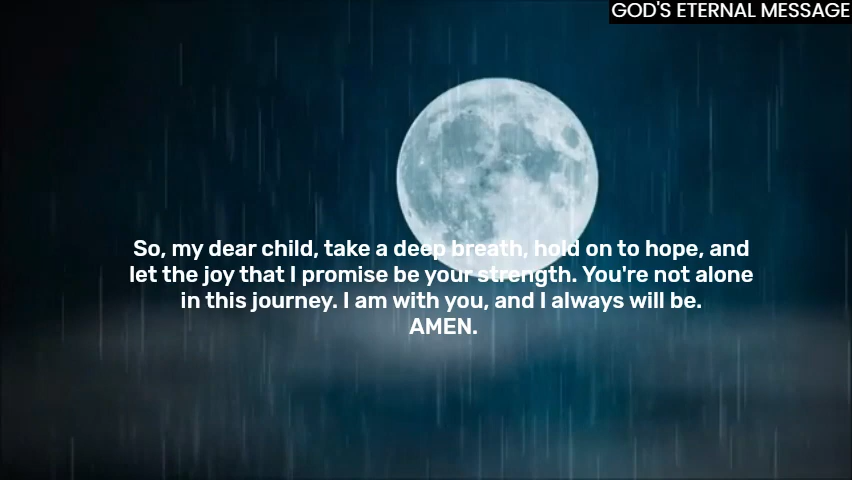 GOD'S ETERNAL MESSAGE
So, my dear child, take a deep breath, hold on to hope, and
let the joy that I promise be your strength. You're not alone
in this journey. I am with you, and I always will be.
AMEN.